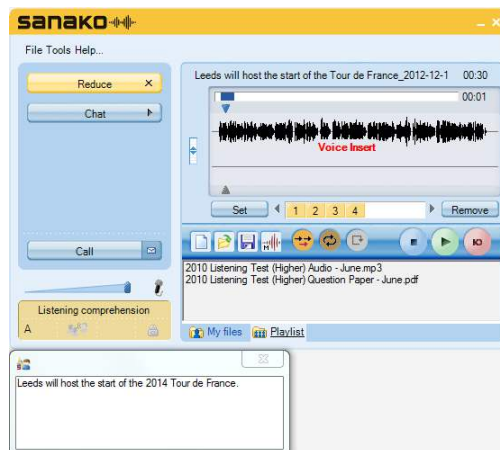 sanako
File Tools Help...
Reduce X
Chat
Call
Listening comprehension
A
Leeds will host the start of the Tour de France_2012-12-1 00:30
00:01
Voice Insert
Set 1 2 3 4 Remove
2010 Listening Test (Higher) Audio - June.mp3
2010 Listening Test (Higher) Question Paper - June.pdf
My files Playlist
Leeds will host the start of the 2014 Tour de France.